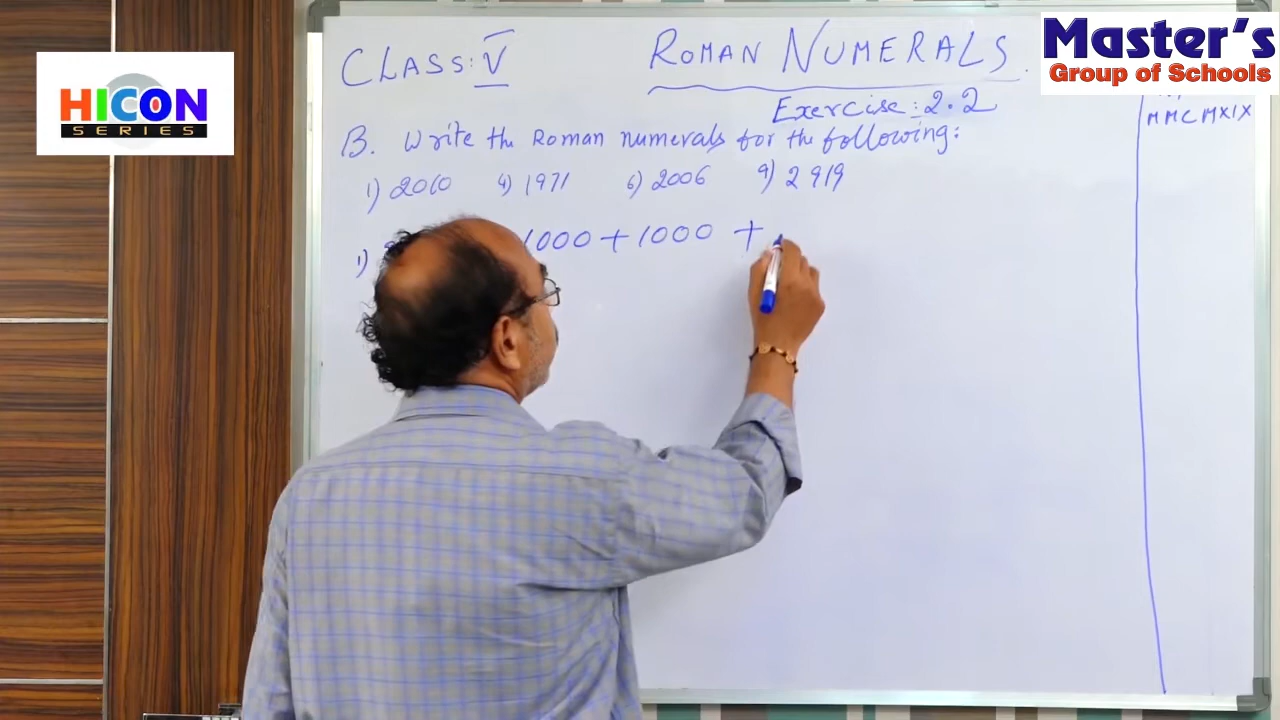 HICON
SERIES
Master's
Group of Schools
CLASS: V
ROMAN NUMERALS
Exercise: 2.2
B. Write the Roman numerals for the following:
1) 2010 4) 1971 6) 2006 9) 2919
1) 1000 + 1000 +
MMCMXIX